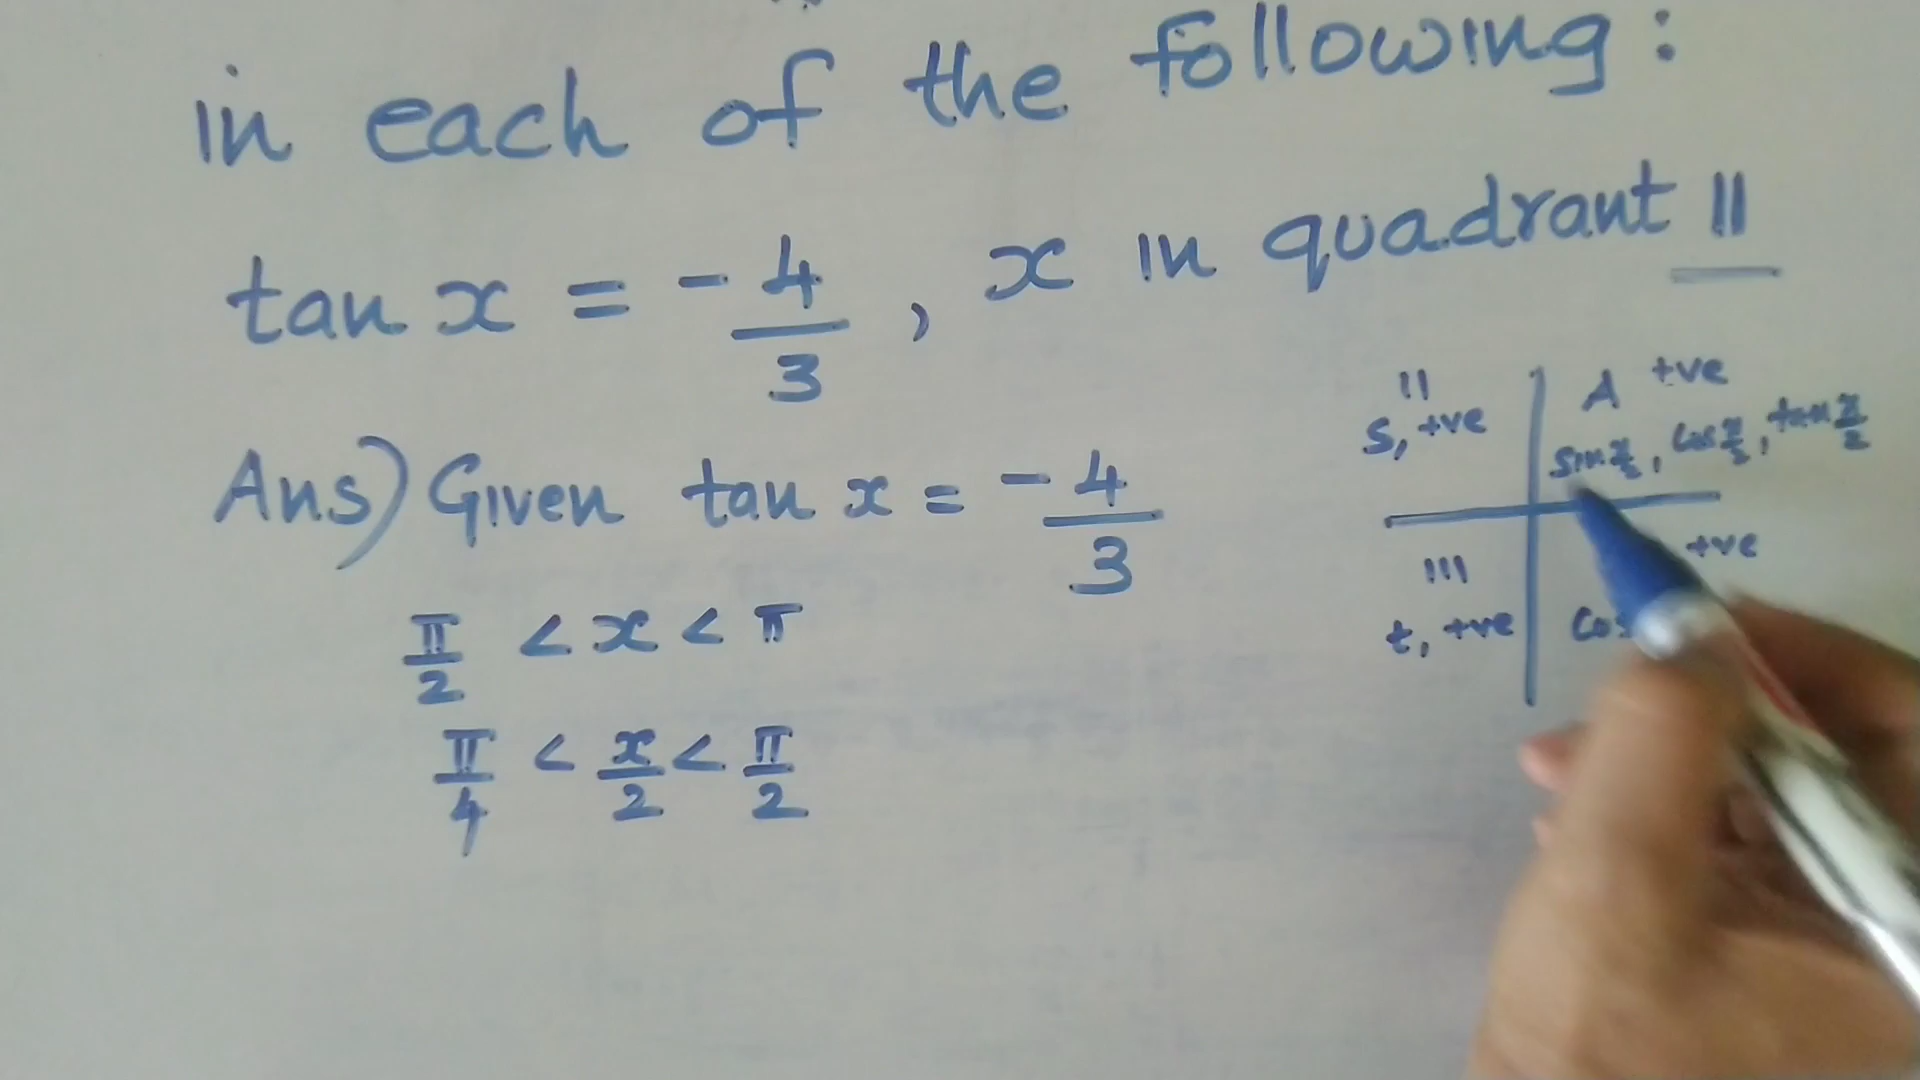 in each of the following:
tan x = - 4/3, x in quadrant II
Ans) Given tan x = - 4/3
π/2 < x < π
π/4 < x/2 < π/2
II
S, +ve
A +ve
sin x/2, cos x/2, tan x/2
III
t, +ve
+ve
cos